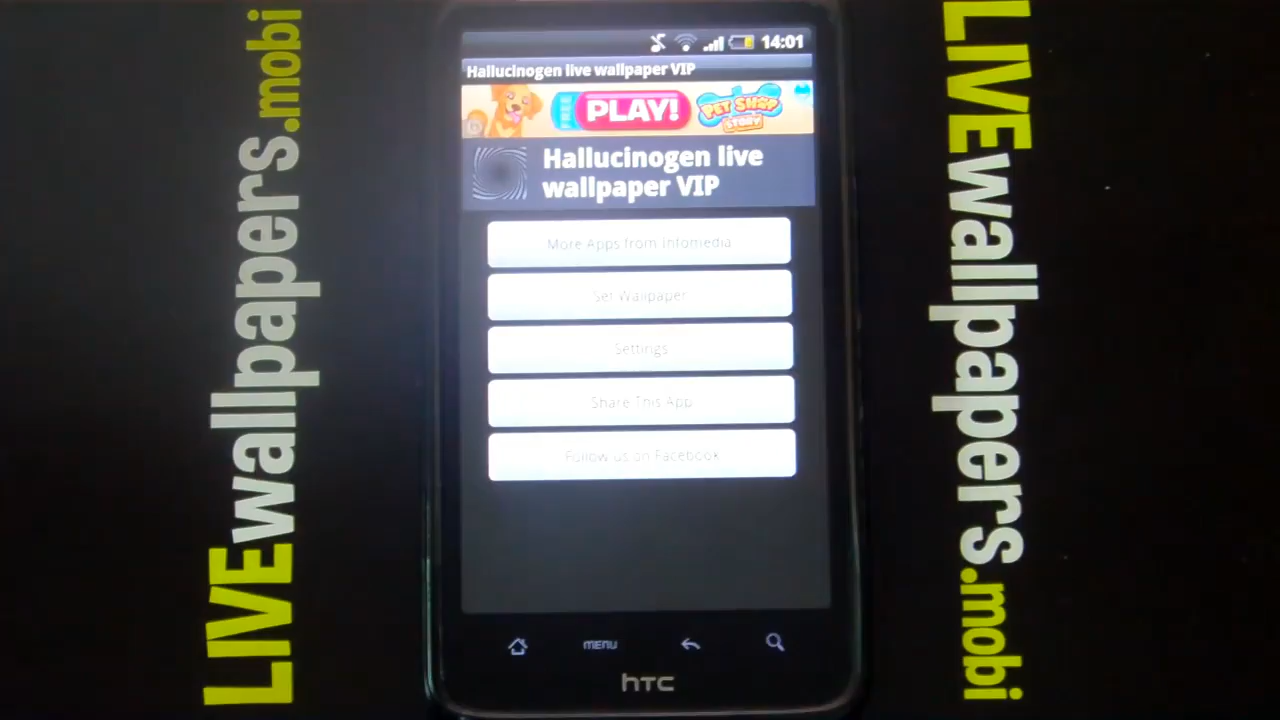 LIVEwallpapers.mobi
14:01
Hallucinogen live wallpaper VIP
FREE
PLAY!
PET SHOP
STORY
Hallucinogen live
wallpaper VIP
More Apps from Infomedia
Set Wallpaper
Settings
Share This App
Follow us on Facebook
MENU
hTC
LIVEwallpapers.mobi